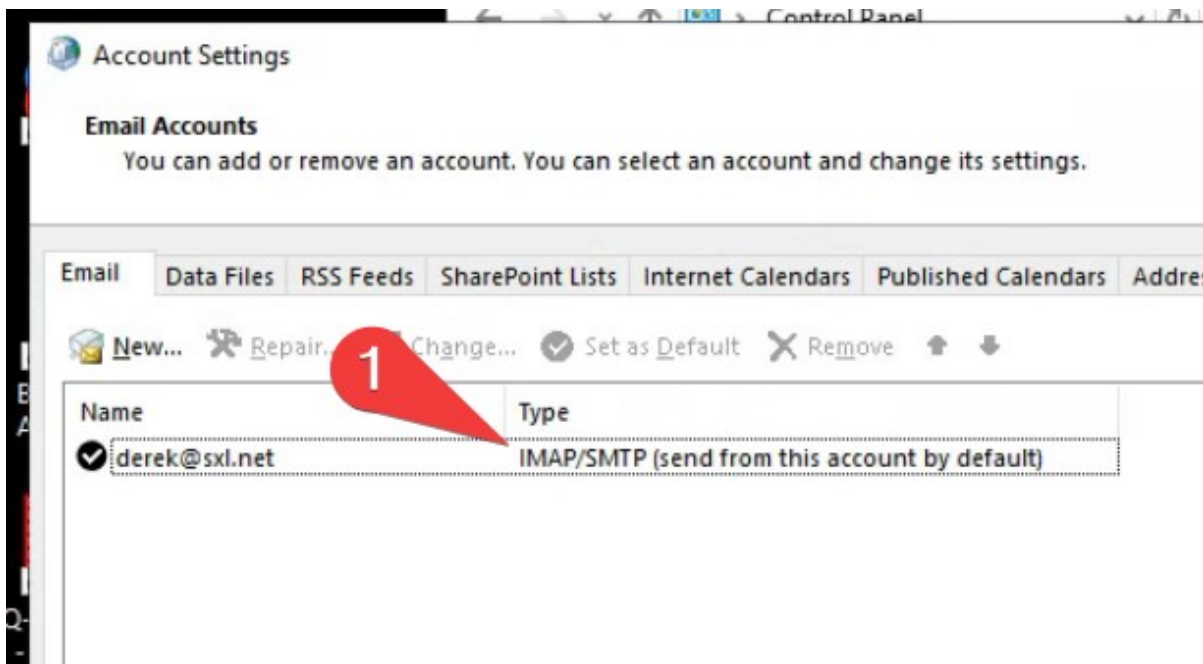 Control Panel
Account Settings
Email Accounts
You can add or remove an account. You can select an account and change its settings.
Email Data Files RSS Feeds SharePoint Lists Internet Calendars Published Calendars
New... Repair... Change... Set as Default Remove
1
Name Type
derek@sxl.net IMAP/SMTP (send from this account by default)